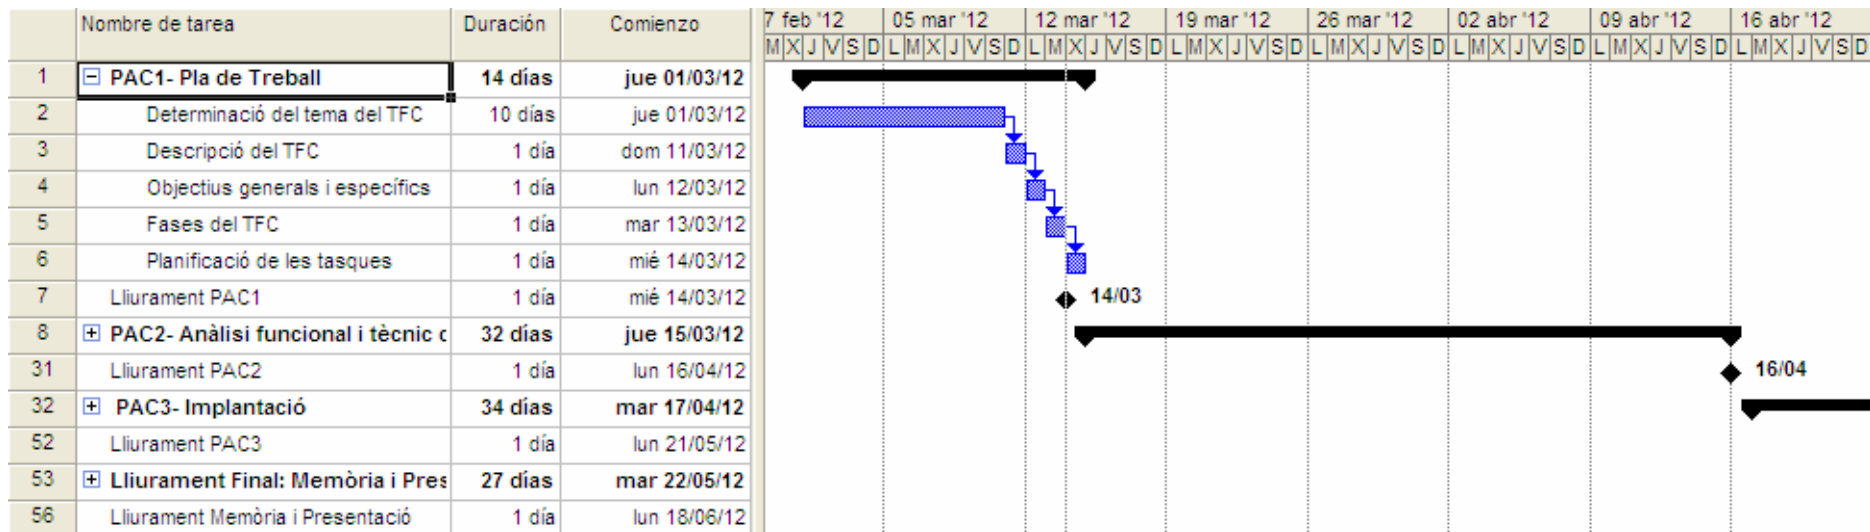 Nombre de tarea Duración Comienzo 7 feb '12 05 mar '12 12 mar '12 19 mar '12 26 mar '12 02 abr '12 09 abr '12 16 abr '12
M X J V S D L M X J V S D L M X J V S D L M X J V S D L M X J V S D L M X J V S D L M X J V S D L M X J V S D
1 PAC1- Pla de Treball 14 días jue 01/03/12
2 Determinació del tema del TFC 10 días jue 01/03/12
3 Descripció del TFC 1 día dom 11/03/12
4 Objectius generals i específics 1 día lun 12/03/12
5 Fases del TFC 1 día mar 13/03/12
6 Planificació de les tasques 1 día mié 14/03/12
7 Lliurament PAC1 1 día mié 14/03/12 14/03
8 PAC2- Anàlisi funcional i tècnic 32 días jue 15/03/12
31 Lliurament PAC2 1 día lun 16/04/12 16/04
32 PAC3- Implantació 34 días mar 17/04/12
52 Lliurament PAC3 1 día lun 21/05/12
53 Lliurament Final: Memòria i Pres 27 días mar 22/05/12
56 Lliurament Memòria i Presentació 1 día lun 18/06/12